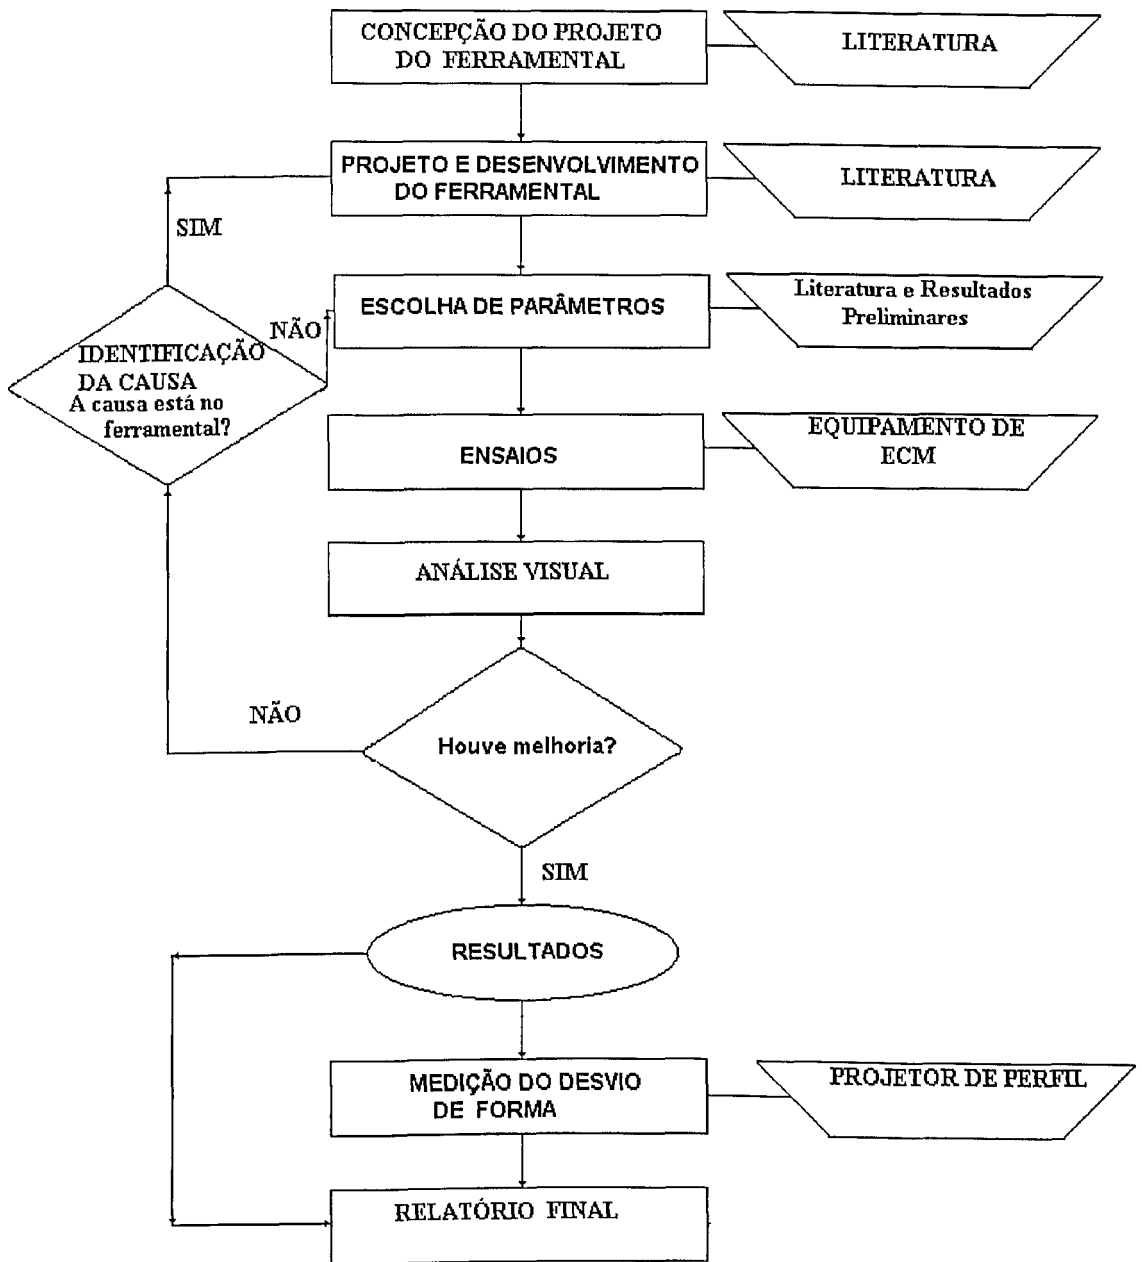 CONCEPÇÃO DO PROJETO
DO FERRAMENTAL
LITERATURA
PROJETO E DESENVOLVIMENTO
DO FERRAMENTAL
LITERATURA
SIM
ESCOLHA DE PARÂMETROS
Literatura e Resultados
Preliminares
NÃO
IDENTIFICAÇÃO
DA CAUSA
A causa está no
ferramental?
ENSAIOS
EQUIPAMENTO DE
ECM
ANÁLISE VISUAL
NÃO
Houve melhoria?
SIM
RESULTADOS
MEDIÇÃO DO DESVIO
DE FORMA
PROJETOR DE PERFIL
RELATÓRIO FINAL